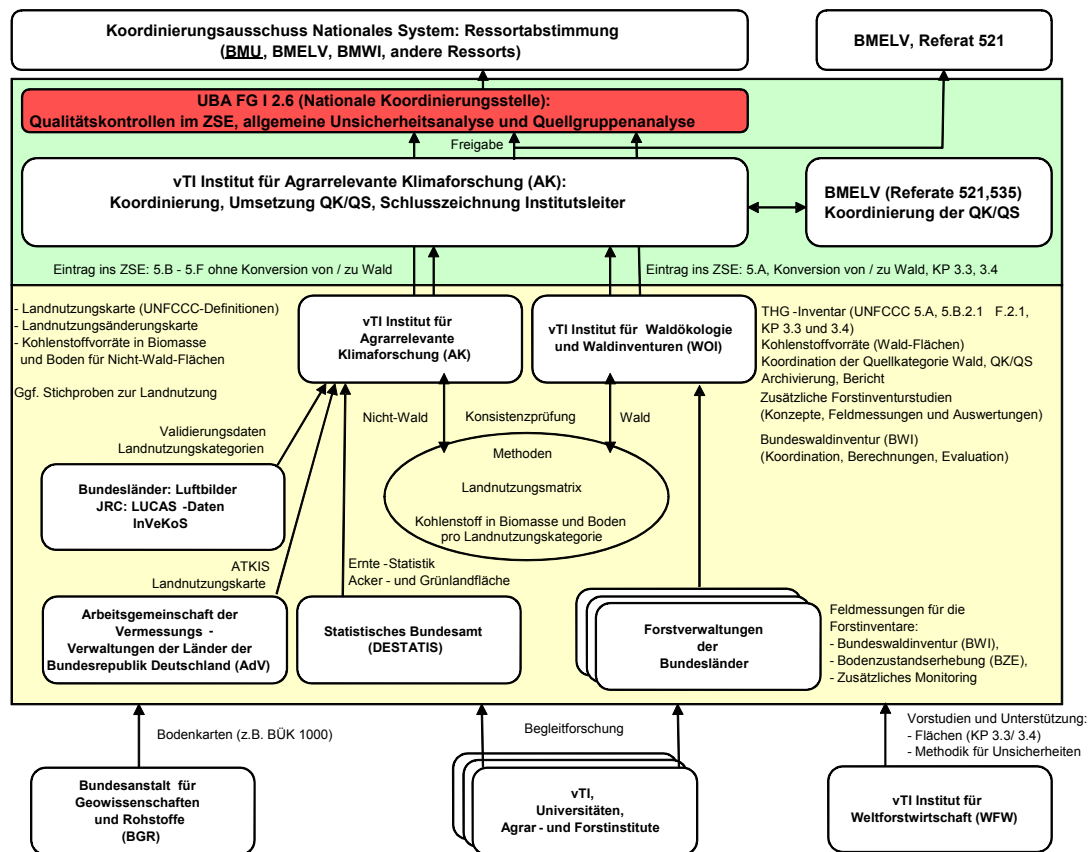 Koordinierungsausschuss Nationales System: Ressortabstimmung
(BMU, BMELV, BMWI, andere Ressorts)
BMELV, Referat 521
UBA FG I 2.6 (Nationale Koordinierungsstelle):
Qualitätskontrollen im ZSE, allgemeine Unsicherheitsanalyse und Quellgruppenanalyse
Freigabe
vTI Institut für Agrarrelevante Klimaforschung (AK):
Koordinierung, Umsetzung QK/QS, Schlusszeichnung Institutsleiter
BMELV (Referate 521,535)
Koordinierung der QK/QS
Eintrag ins ZSE: 5.B - 5.F ohne Konversion von / zu Wald
Eintrag ins ZSE: 5.A, Konversion von / zu Wald, KP 3.3, 3.4
- Landnutzungskarte (UNFCCC-Definitionen)
- Landnutzungsänderungskarte
- Kohlenstoffvorräte in Biomasse
und Boden für Nicht-Wald-Flächen
Ggf. Stichproben zur Landnutzung
vTI Institut für
Agrarrelevante
Klimaforschung (AK)
vTI Institut für Waldökologie
und Waldinventuren (WOI)
THG -Inventar (UNFCCC 5.A, 5.B.2.1 F.2.1,
KP 3.3 und 3.4)
Kohlenstoffvorräte (Wald-Flächen)
Koordination der Quellkategorie Wald, QK/QS
Archivierung, Bericht
Zusätzliche Forstinventurstudien
(Konzepte, Feldmessungen und Auswertungen)
Bundeswaldinventur (BWI)
(Koordination, Berechnungen, Evaluation)
Nicht-Wald
Konsistenzprüfung
Wald
Validierungsdaten
Landnutzungskategorien
Methoden
Landnutzungsmatrix
Kohlenstoff in Biomasse und Boden
pro Landnutzungskategorie
Bundesländer: Luftbilder
JRC: LUCAS -Daten
InVeKoS
ATKIS
Landnutzungskarte
Ernte -Statistik
Acker - und Grünlandfläche
Arbeitsgemeinschaft der
Vermessungs -
Verwaltungen der Länder der
Bundesrepublik Deutschland (AdV)
Statistisches Bundesamt
(DESTATIS)
Forstverwaltungen
der
Bundesländer
Feldmessungen für die
Forstinventare:
- Bundeswaldinventur (BWI),
- Bodenzustandserhebung (BZE),
- Zusätzliches Monitoring
Bodenkarten (z.B. BÜK 1000)
Begleitforschung
Vorstudien und Unterstützung:
- Flächen (KP 3.3/ 3.4)
- Methodik für Unsicherheiten
Bundesanstalt für
Geowissenschaften
und Rohstoffe
(BGR)
vTI,
Universitäten,
Agrar - und Forstinstitute
vTI Institut für
Weltforstwirtschaft (WFW)